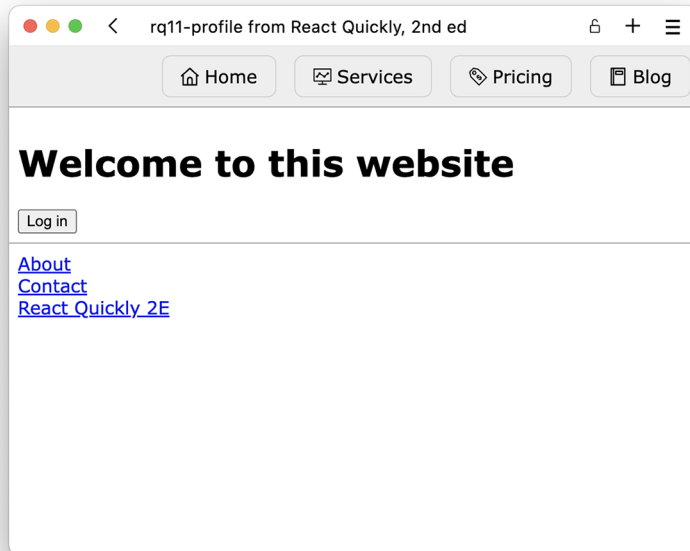 rq11-profile from React Quickly, 2nd ed
Home Services Pricing Blog
Welcome to this website
Log in
About
Contact
React Quickly 2E